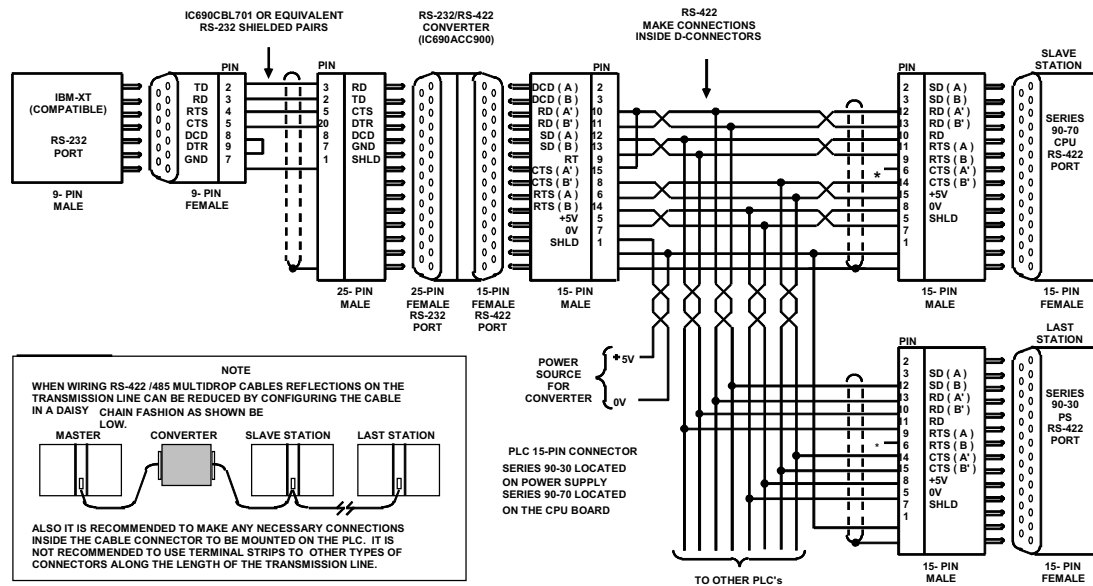 IC690CBL701 OR EQUIVALENT
RS-232 SHIELDED PAIRS
RS-232/RS-422
CONVERTER
(IC690ACC900)
RS-422
MAKE CONNECTIONS
INSIDE D-CONNECTORS
SLAVE
STATION
IBM-XT
(COMPATIBLE)
RS-232
PORT
9- PIN
MALE
PIN
TD 2
RD 3
RTS 4
CTS 5
DCD 8
DTR 9
GND 7
9- PIN
FEMALE
PIN
3 RD
2 TD
5 CTS
20 DTR
8 DCD
7 GND
1 SHLD
25- PIN
MALE
25-PIN
FEMALE
RS-232
PORT
15-PIN
FEMALE
RS-422
PORT
PIN
DCD ( A ) 2
DCD ( B ) 3
RD ( A' ) 10
RD ( B' ) 11
SD ( A ) 12
SD ( B ) 13
RT 9
CTS ( A' ) 15
CTS ( B' ) 8
RTS ( A ) 6
RTS ( B ) 14
+5V 5
0V 7
SHLD 1
15- PIN
MALE
PIN
2 SD ( A )
3 SD ( B )
12 RD ( A' )
13 RD ( B' )
10 RD
11 RTS ( A )
9 RTS ( B )
* 6 CTS ( A' )
14 CTS ( B' )
15 +5V
8 0V
5 SHLD
7
1
15- PIN
MALE
SERIES
90-70
CPU
RS-422
PORT
15- PIN
FEMALE
LAST
STATION
PIN
2
3 SD ( A )
12 SD ( B )
13 RD ( A' )
10 RD ( B' )
11 RD
9 RTS ( A )
* 6 RTS ( B )
14 CTS ( A' )
15 CTS ( B' )
8 +5V
5 0V
7 SHLD
1
15- PIN
MALE
SERIES
90-30
PS
RS-422
PORT
15- PIN
FEMALE
POWER
SOURCE
FOR
CONVERTER
+ 5V
0V
PLC 15-PIN CONNECTOR
SERIES 90-30 LOCATED
ON POWER SUPPLY
SERIES 90-70 LOCATED
ON THE CPU BOARD
TO OTHER PLC's
NOTE
WHEN WIRING RS-422 /485 MULTIDROP CABLES REFLECTIONS ON THE
TRANSMISSION LINE CAN BE REDUCED BY CONFIGURING THE CABLE
IN A DAISY CHAIN FASHION AS SHOWN BE
LOW.
MASTER
CONVERTER
SLAVE STATION
LAST STATION
ALSO IT IS RECOMMENDED TO MAKE ANY NECESSARY CONNECTIONS
INSIDE THE CABLE CONNECTOR TO BE MOUNTED ON THE PLC. IT IS
NOT RECOMMENDED TO USE TERMINAL STRIPS TO OTHER TYPES OF
CONNECTORS ALONG THE LENGTH OF THE TRANSMISSION LINE.